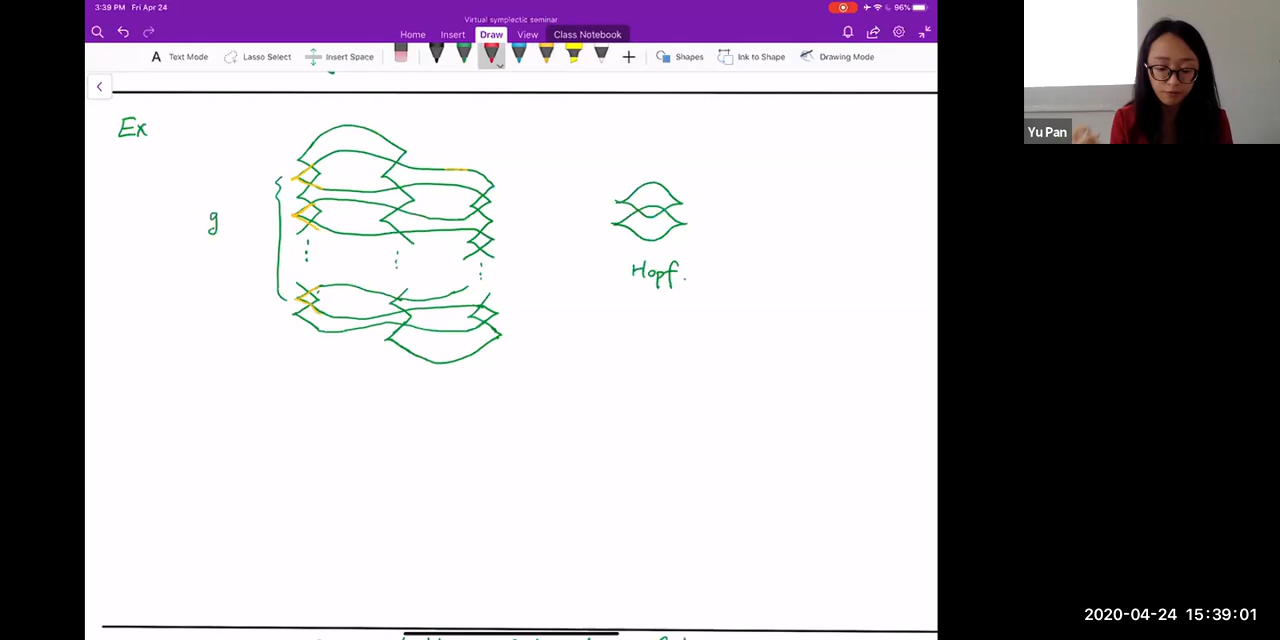 3:39 PM Fri Apr 24
96%
Virtual symplectic seminar
Home Insert Draw View Class Notebook
Text Mode Lasso Select Insert Space Shapes Ink to Shape Drawing Mode
Yu Pan
Ex
g
Hopf.
2020-04-24 15:39:01